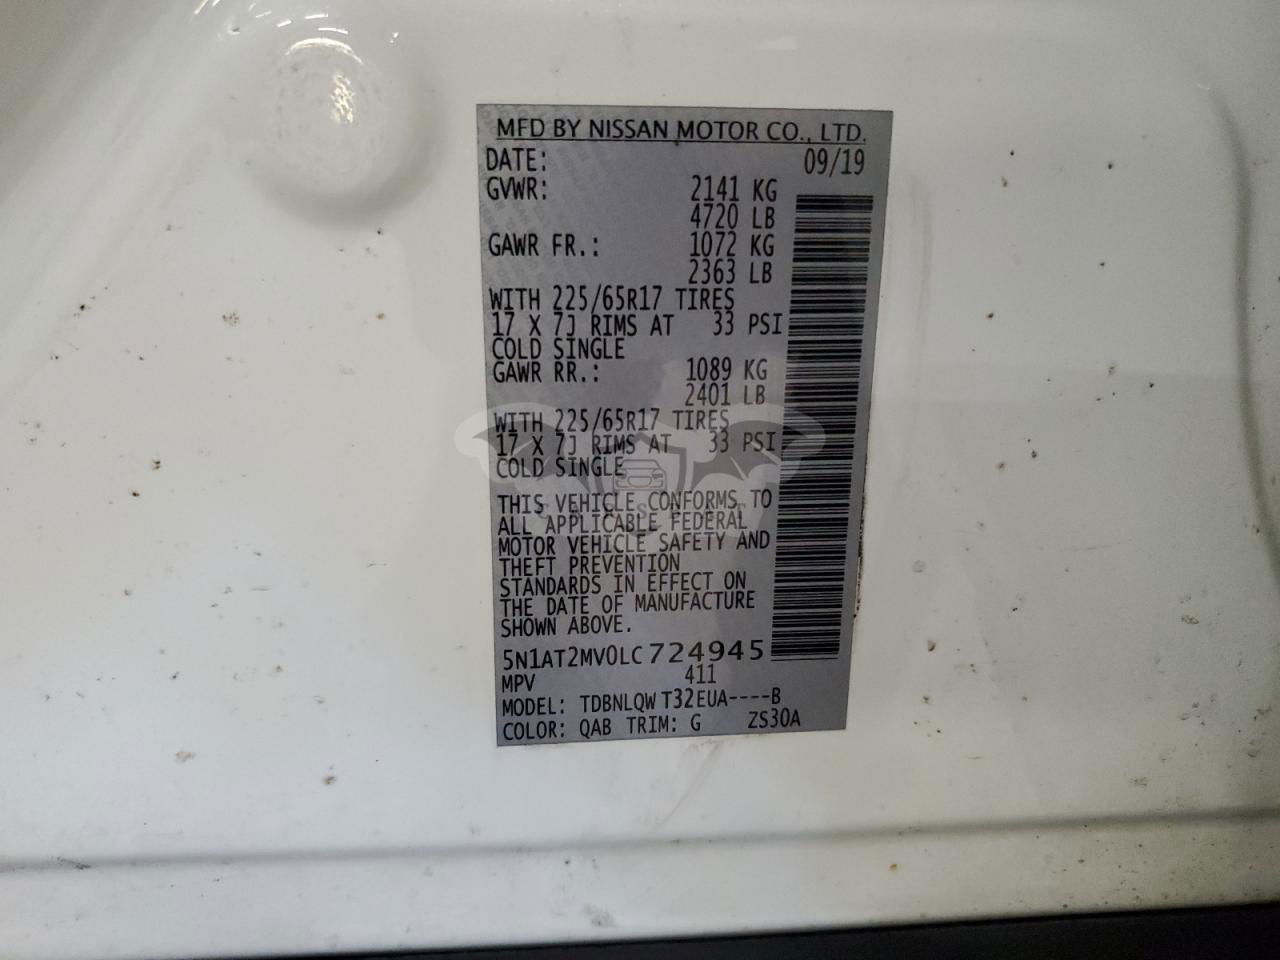 MFD BY NISSAN MOTOR CO., LTD.
DATE: 09/19
GVWR: 2141 KG
4720 LB
GAWR FR.: 1072 KG
2363 LB
WITH 225/65R17 TIRES
17 X 7J RIMS AT 33 PSI
COLD SINGLE
GAWR RR.: 1089 KG
2401 LB
WITH 225/65R17 TIRES
17 X 7J RIMS AT 33 PSI
COLD SINGLE
THIS VEHICLE CONFORMS TO
ALL APPLICABLE FEDERAL
MOTOR VEHICLE SAFETY AND
THEFT PREVENTION
STANDARDS IN EFFECT ON
THE DATE OF MANUFACTURE
SHOWN ABOVE.
5N1AT2MV0LC724945
MPV 411
MODEL: TDBNLQW T32EUA----B
COLOR: QAB TRIM: G ZS30A